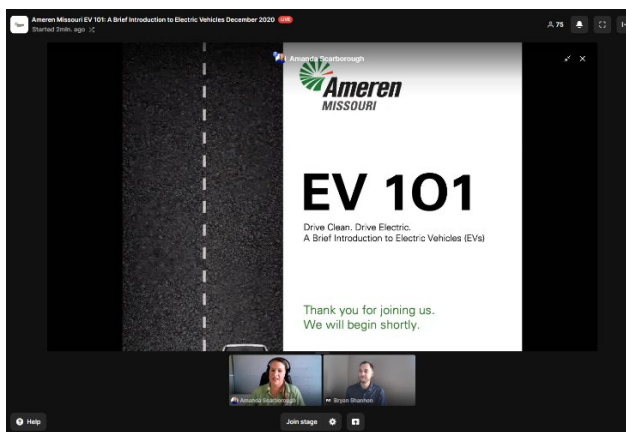 Ameren Missouri EV 101: A Brief Introduction to Electric Vehicles December 2020 LIVE
Started 2min. ago
75
Amanda Scarborough
Ameren
MISSOURI
EV 101
Drive Clean. Drive Electric.
A Brief Introduction to Electric Vehicles (EVs)
Thank you for joining us.
We will begin shortly.
Amanda Scarborough
Bryan Shannon
Help
Join stage